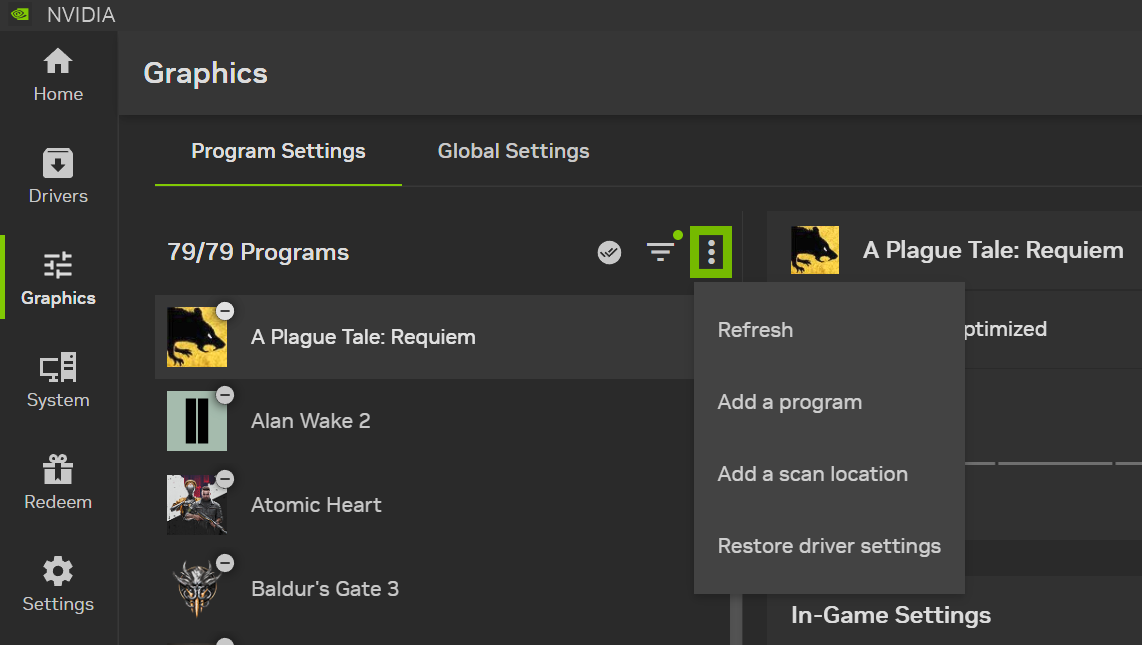 NVIDIA
Home
Drivers
Graphics
System
Redeem
Settings
Graphics
Program Settings
Global Settings
79/79 Programs
A Plague Tale: Requiem
Alan Wake 2
Atomic Heart
Baldur's Gate 3
Refresh
Add a program
Add a scan location
Restore driver settings
A Plague Tale: Requiem
ptimized
In-Game Settings